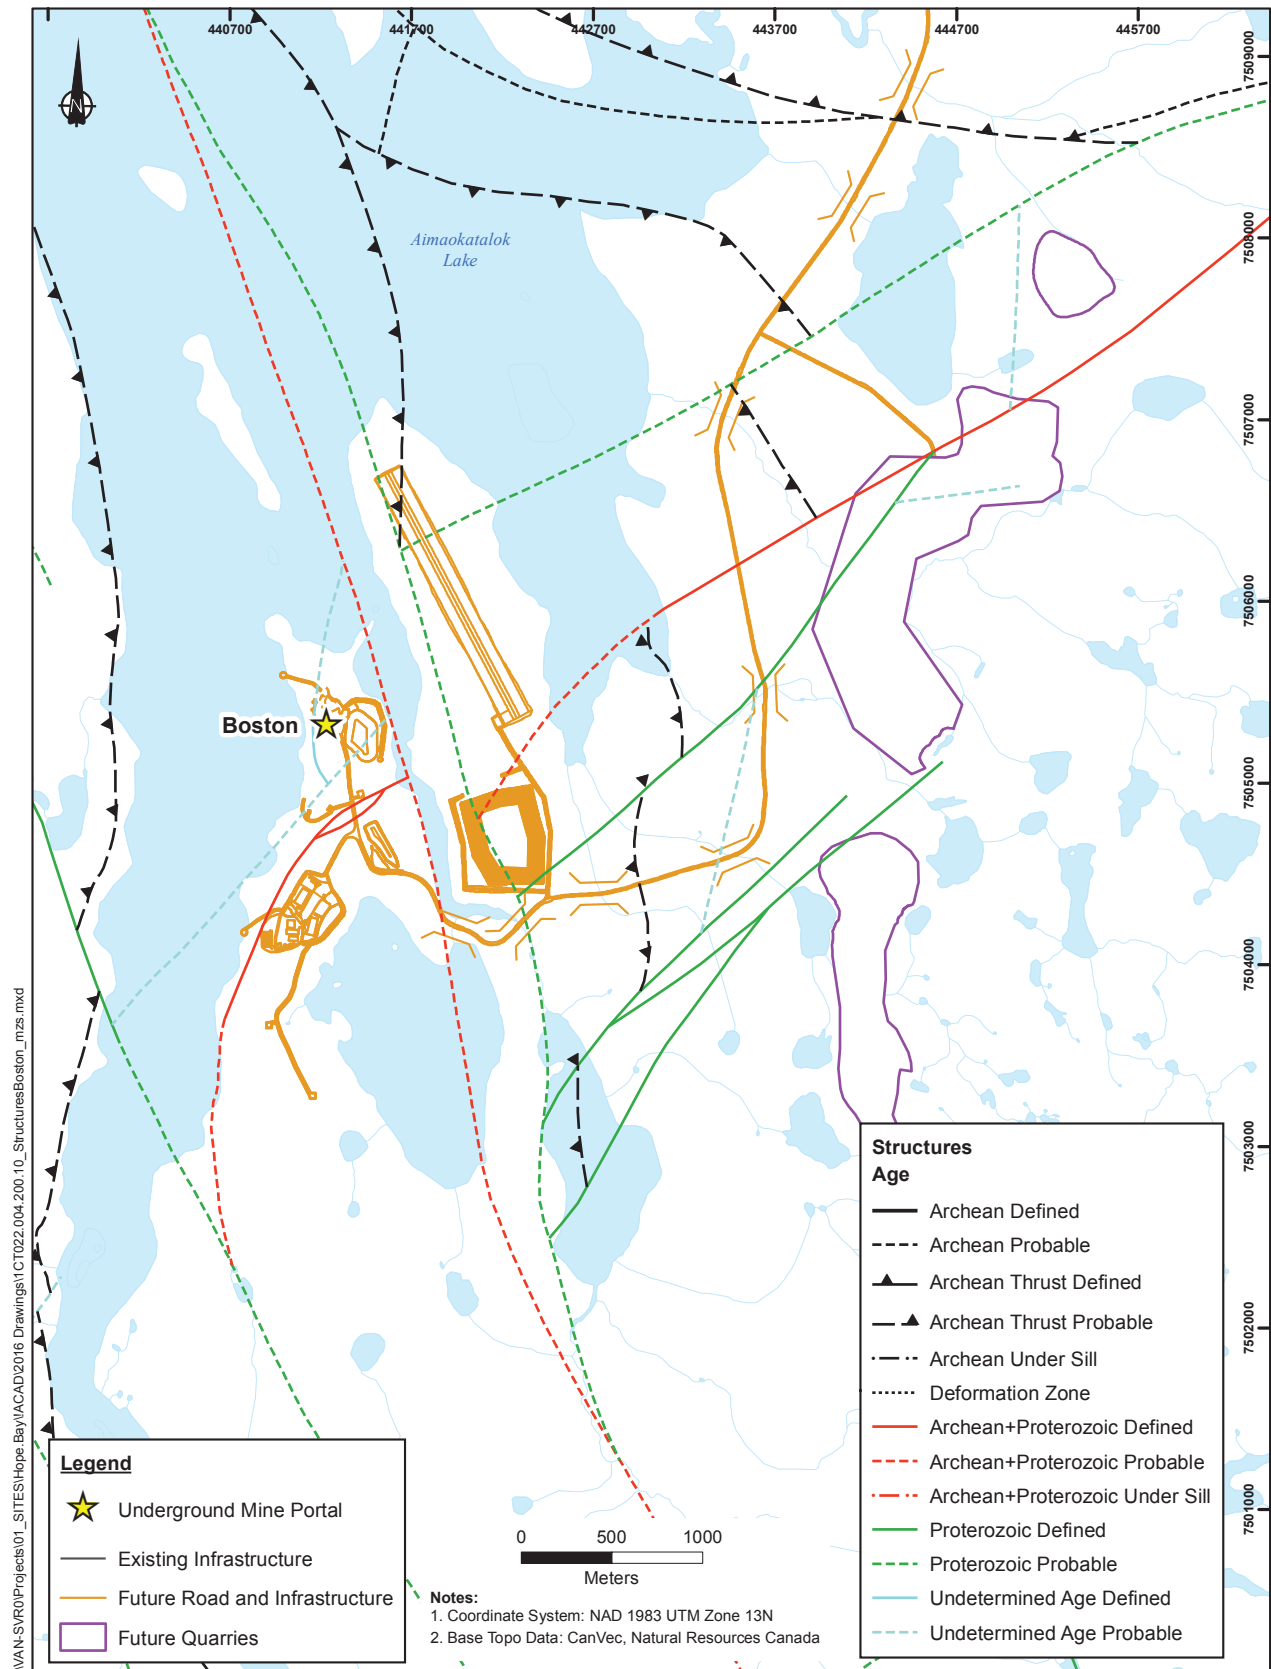 440700
441700
442700
443700
444700
445700
7509000
N
Aimaokatalok
Lake
7508000
7507000
7506000
Boston
7505000
7504000
7503000
7502000
7501000
Structures
Age
Archean Defined
Archean Probable
Archean Thrust Defined
Archean Thrust Probable
Archean Under Sill
Deformation Zone
Archean+Proterozoic Defined
Archean+Proterozoic Probable
Archean+Proterozoic Under Sill
Proterozoic Defined
Proterozoic Probable
Undetermined Age Defined
Undetermined Age Probable
Legend
Underground Mine Portal
Existing Infrastructure
Future Road and Infrastructure
Future Quarries
0 500 1000
Meters
Notes:
1. Coordinate System: NAD 1983 UTM Zone 13N
2. Base Topo Data: CanVec, Natural Resources Canada
\VAN-SVR0\Projects\01_SITES\Hope.Bay\!ACAD\2016 Drawings\1CT022.004.200.10_StructuresBoston_mzs.mxd